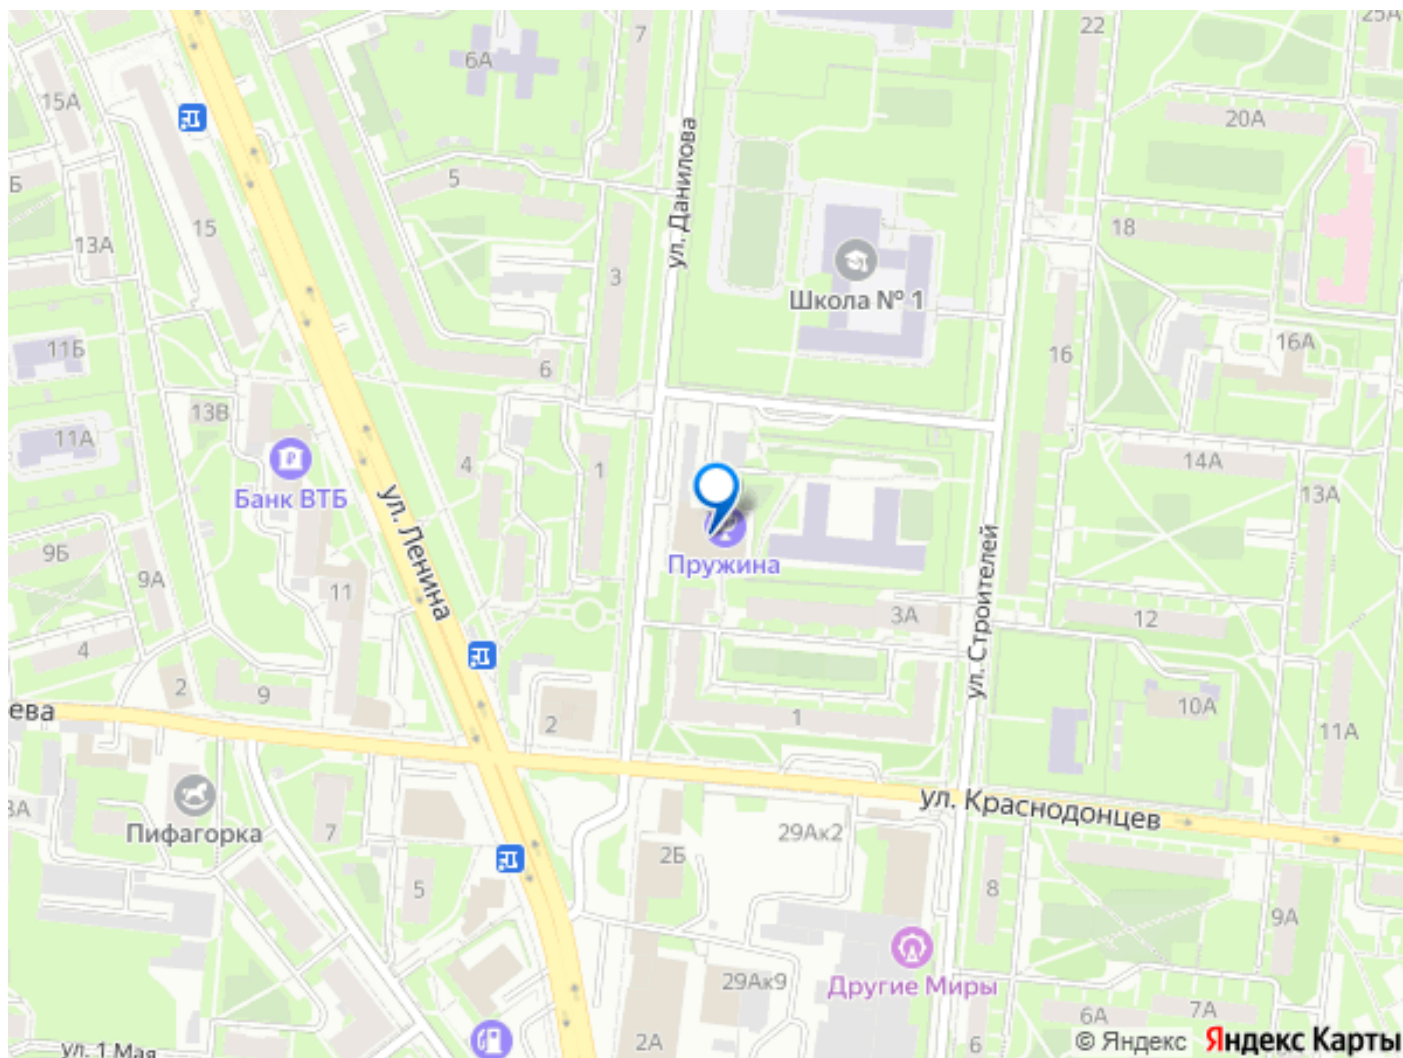 25А
22
7
6А
15А
20А
ул. Данилова
5
Б
15
18
13А
3
Школа № 1
11Б
16
16А
6
13В
11А
4
1
14А
Банк ВТБ
13А
ул. Ленина
Пружина
9Б
9А
11
ул. Строителей
3А
12
4
2
9
10А
ева
2
1
11А
ул. Краснодонцев
3А
Пифагорка
7
29Ак2
2Б
5
8
9А
29Ак9
Другие Миры
7А
6А
2А
6
ул. 1 Мая
© Яндекс Яндекс Карты